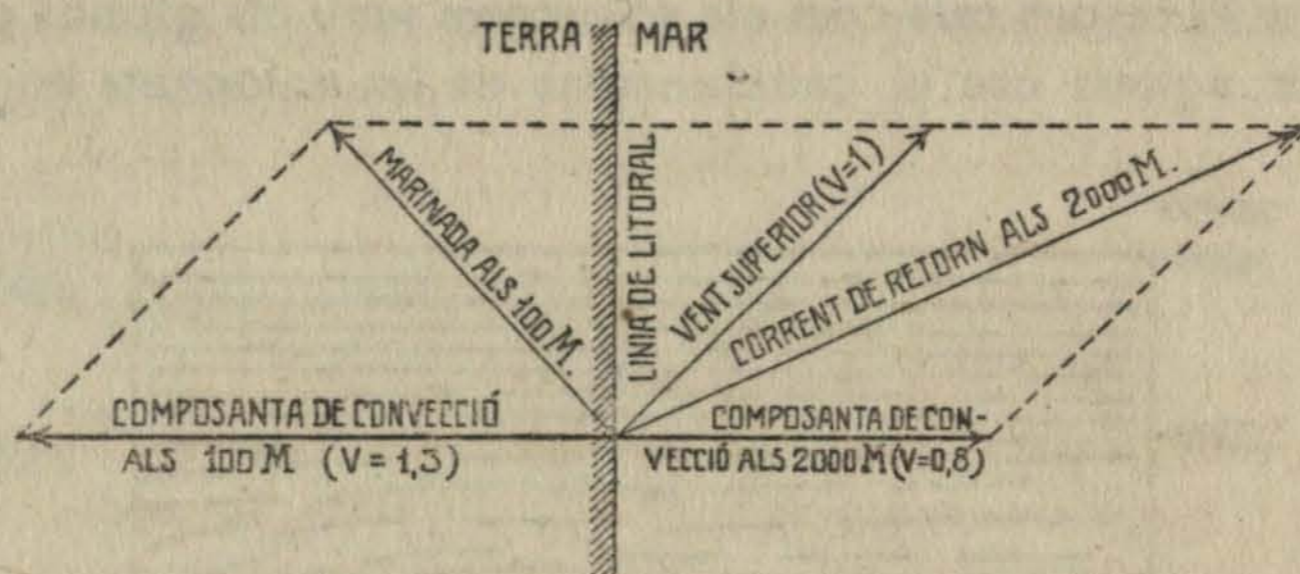 TERRA MAR
MARINADA ALS 100 M.
LINIA DE LITORAL
VENT SUPERIOR (V=1)
CORRENT DE RETORN ALS 2000 M.
COMPOSANTA DE CONVECCIÓ
ALS 100 M (V = 1,3)
COMPOSANTA DE CON-
VECCIÓ ALS 2000 M (V=0,8)